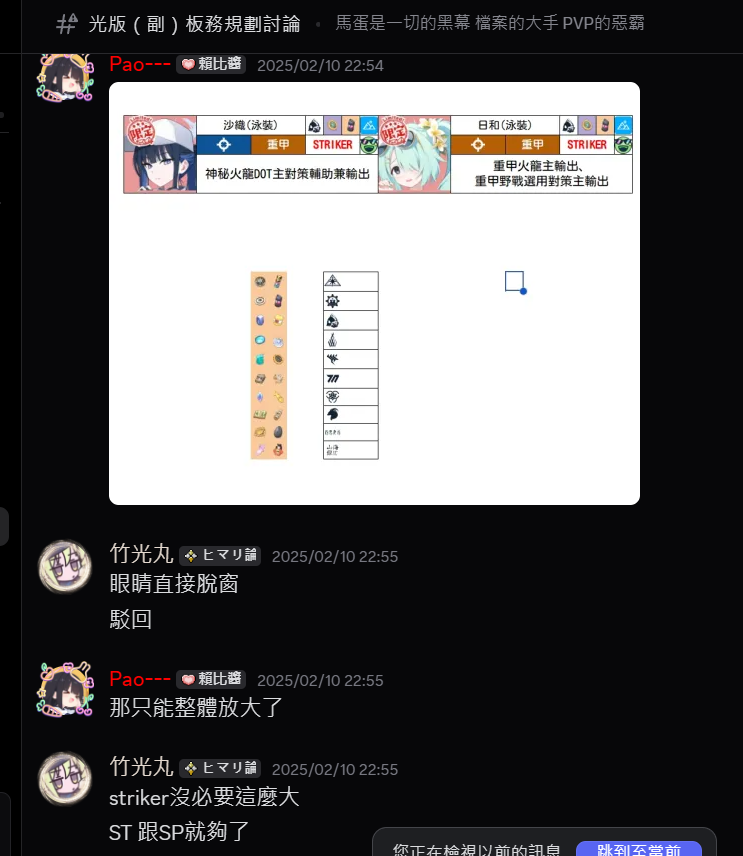 光版（副）板務規劃討論 • 馬蛋是一切的黑幕 檔案的大手 PVP的惡霸
Pao--- 賴比醬 2025/02/10 22:54
限定 沙織(泳裝)
重甲 STRIKER
神秘火龍DOT主對策輔助兼輸出
限定 日和(泳裝)
重甲 STRIKER
重甲火龍主輸出、
重甲野戰選用對策主輸出
竹光丸 ヒマリ論 2025/02/10 22:55
眼睛直接脫窗
駁回
Pao--- 賴比醬 2025/02/10 22:55
那只能整體放大了
竹光丸 ヒマリ論 2025/02/10 22:55
striker沒必要這麼大
ST 跟SP就夠了
您正在檢視以前的訊息 跳到至當前